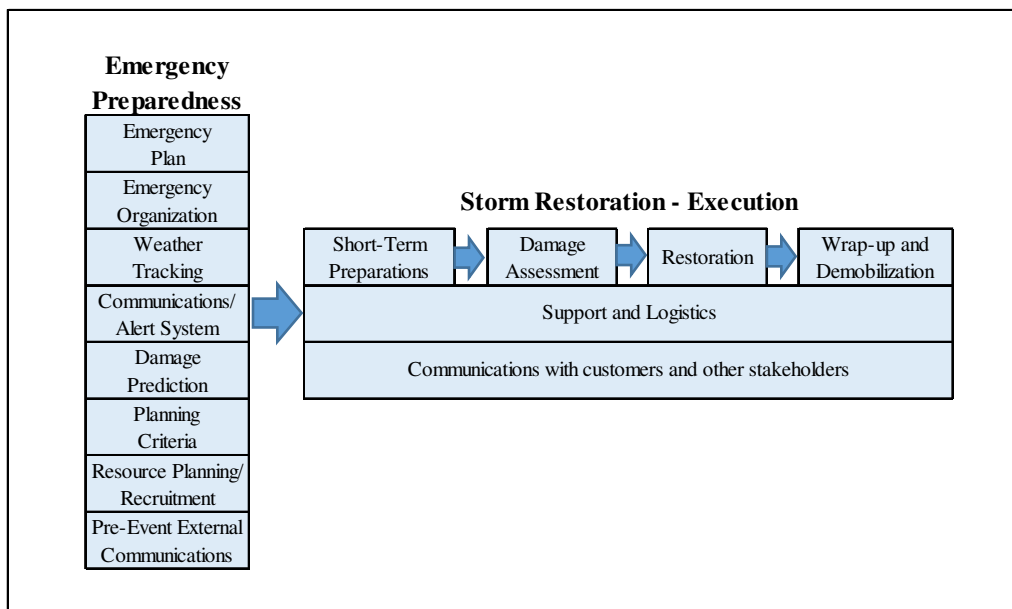 Emergency
Preparedness
Emergency
Plan
Emergency
Organization
Weather
Tracking
Communications/
Alert System
Damage
Prediction
Planning
Criteria
Resource Planning/
Recruitment
Pre-Event External
Communications
Storm Restoration - Execution
Short-Term
Preparations
Damage
Assessment
Restoration
Wrap-up and
Demobilization
Support and Logistics
Communications with customers and other stakeholders